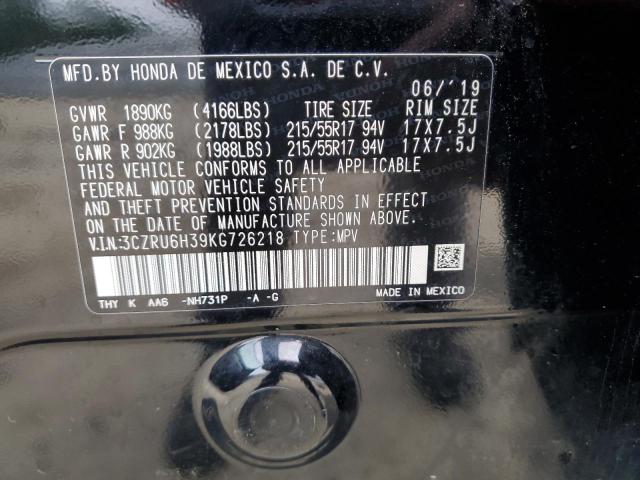 MFD.BY HONDA DE MEXICO S.A. DE C.V.
06/'19
GVWR 1890KG (4166LBS) TIRE SIZE RIM SIZE
GAWR F 988KG (2178LBS) 215/55R17 94V 17X7.5J
GAWR R 902KG (1988LBS) 215/55R17 94V 17X7.5J
THIS VEHICLE CONFORMS TO ALL APPLICABLE
FEDERAL MOTOR VEHICLE SAFETY
AND THEFT PREVENTION STANDARDS IN EFFECT
ON THE DATE OF MANUFACTURE SHOWN ABOVE.
V.I.N:3CZRU6H39KG726218 TYPE:MPV
THY K AA6 -NH731P -A -G MADE IN MEXICO